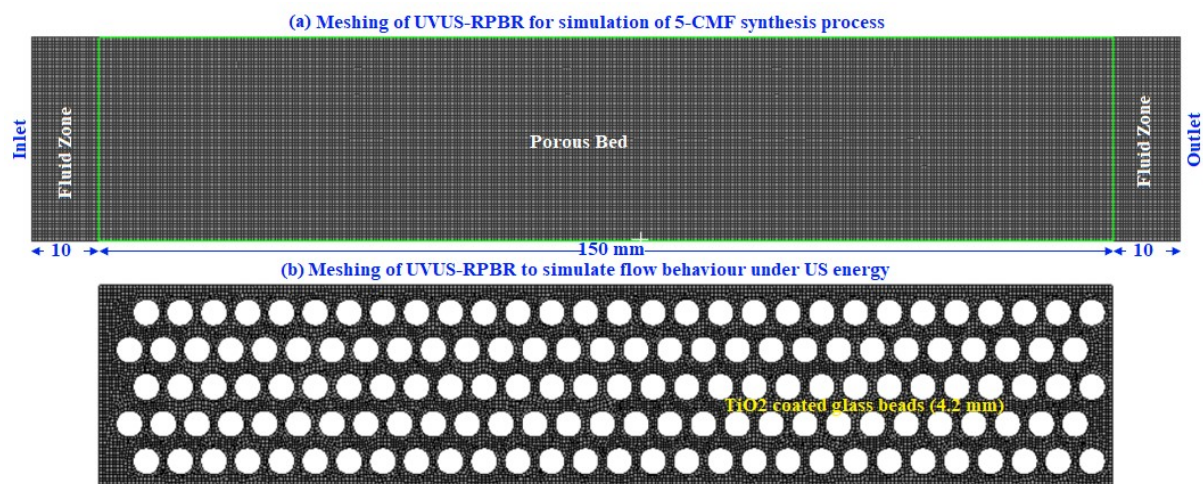 (a) Meshing of UVUS-RPBR for simulation of 5-CMF synthesis process
Inlet
Fluid Zone
Porous Bed
Fluid Zone
Outlet
10
150 mm
10
(b) Meshing of UVUS-RPBR to simulate flow behaviour under US energy
TiO2 coated glass beads (4.2 mm)